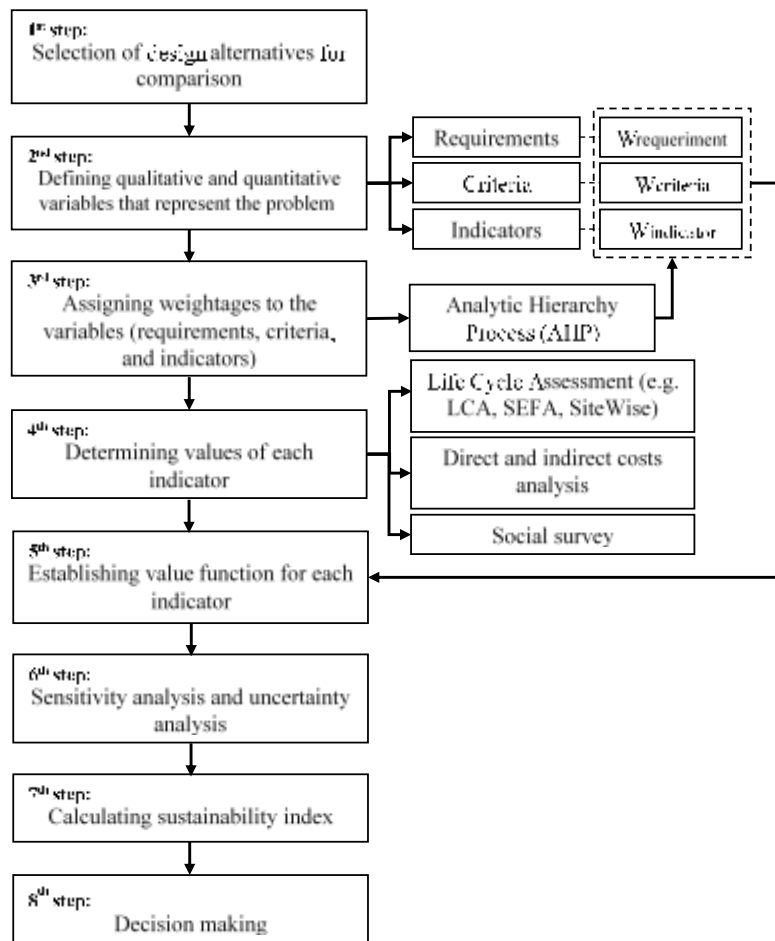 1st step:
Selection of design alternatives for
comparison
2nd step:
Defining qualitative and quantitative
variables that represent the problem
Requirements
Wrequeriment
Criteria
Wcriteria
Indicators
Windicator
3rd step:
Assigning weightages to the
variables (requirements, criteria,
and indicators)
Analytic Hierarchy
Process (AHP)
4th step:
Determining values of each
indicator
Life Cycle Assessment (e.g.
LCA, SEFA, SiteWise)
Direct and indirect costs
analysis
Social survey
5th step:
Establishing value function for each
indicator
6th step:
Sensitivity analysis and uncertainty
analysis
7th step:
Calculating sustainability index
8th step:
Decision making